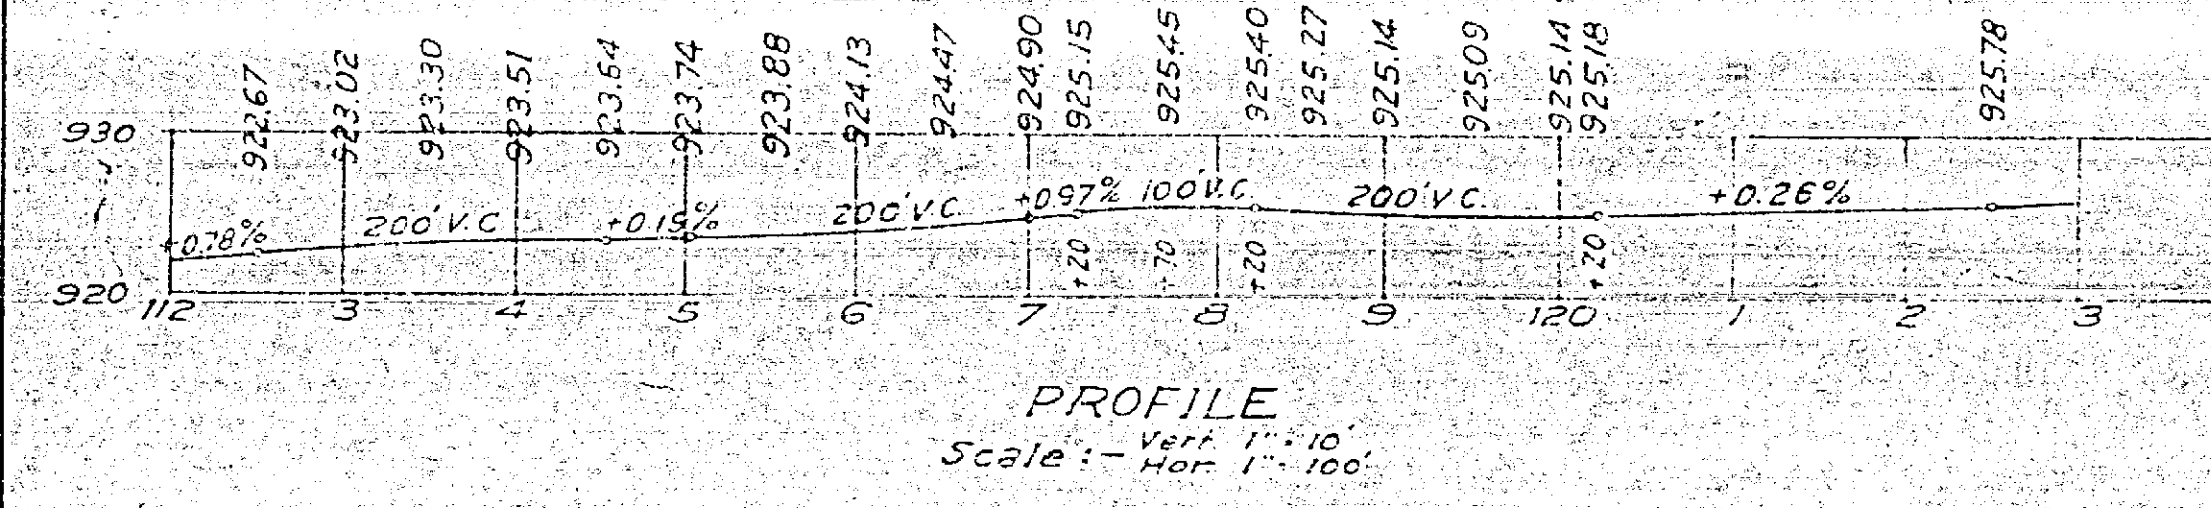 922.67 923.02 923.30 923.51 923.64 923.74 923.88 924.13 924.47 924.90 925.15 925.45 925.40 925.27 925.14 925.09 925.14 925.18 925.78
930
+0.78% 200' V.C. +0.15% 200' V.C. +0.97% 100' V.C. 200' V.C. +0.26%
+20 +70 +20 +20
920
112 3 4 5 6 7 8 9 120 1 2 3
PROFILE
Scale :- Vert. 1" = 10'
Hor. 1" = 100'